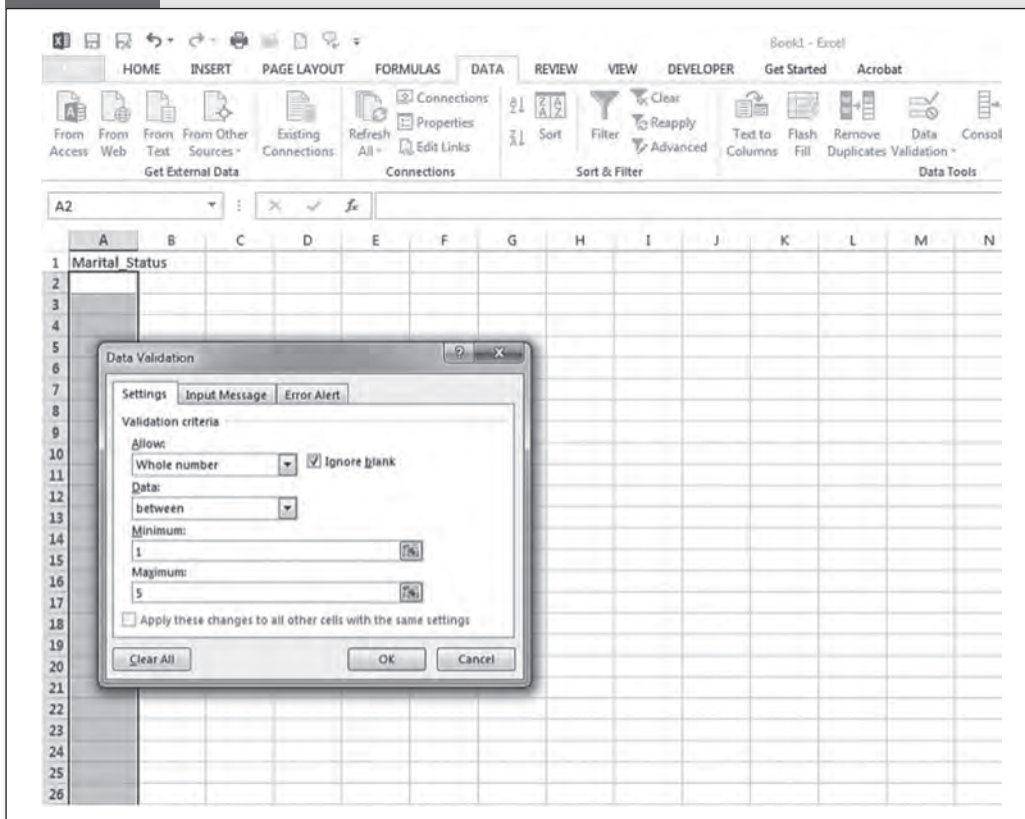 Book1 - Excel
HOME INSERT PAGE LAYOUT FORMULAS DATA REVIEW VIEW DEVELOPER Get Started Acrobat
From Access
From Web
From Text
From Other Sources
Existing Connections
Get External Data
Refresh All
Connections
Properties
Edit Links
Connections
Sort
Filter
Clear
Reapply
Advanced
Sort & Filter
Text to Columns
Flash Fill
Remove Duplicates
Data Validation
Data Tools
A2
fx
A B C D E F G H I J K L M N
1 Marital_Status
2
3
4
5
6
7
8
9
10
11
12
13
14
15
16
17
18
19
20
21
22
23
24
25
26
Data Validation
Settings Input Message Error Alert
Validation criteria
Allow:
Whole number Ignore blank
Data:
between
Minimum:
1
Maximum:
5
Apply these changes to all other cells with the same settings
Clear All OK Cancel